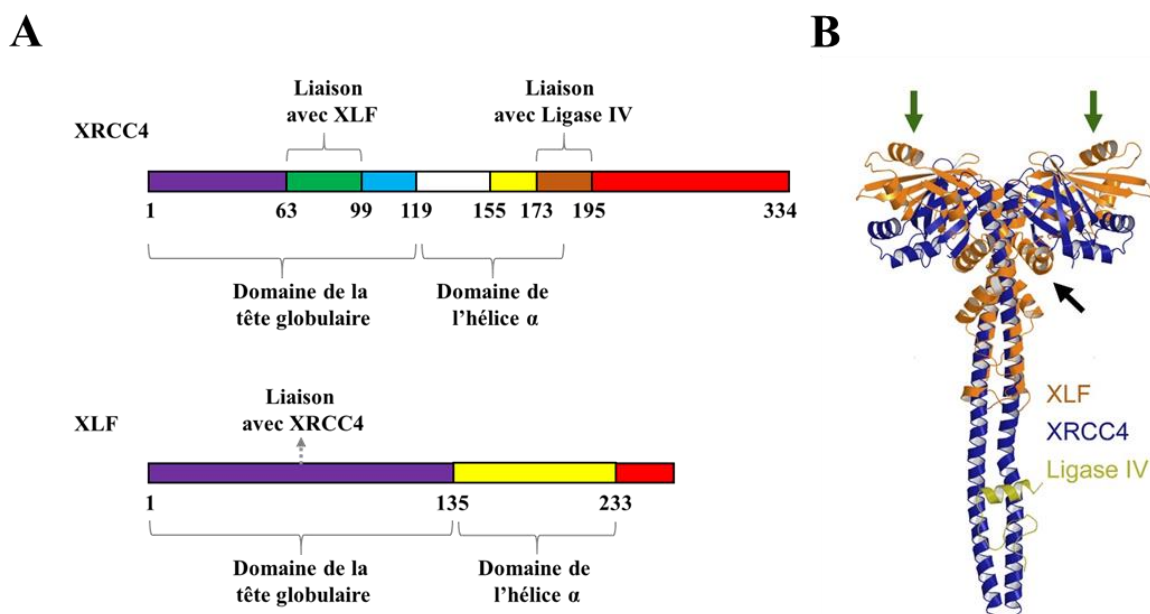 A
B
Liaison
avec XLF
Liaison
avec Ligase IV
XRCC4
1
63
99
119
155
173
195
334
Domaine de la
tête globulaire
Domaine de
l’hélice α
Liaison
avec XRCC4
XLF
1
135
233
Domaine de la
tête globulaire
Domaine de
l’hélice α
XLF
XRCC4
Ligase IV